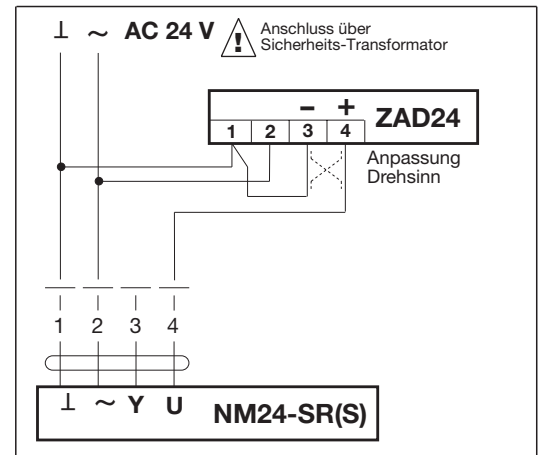 ⊥ ~ AC 24 V
!
Anschluss über
Sicherheits-Transformator
− +
1 2 3 4
ZAD24
Anpassung
Drehsinn
1 2 3 4
⊥ ~ Y U
NM24-SR(S)